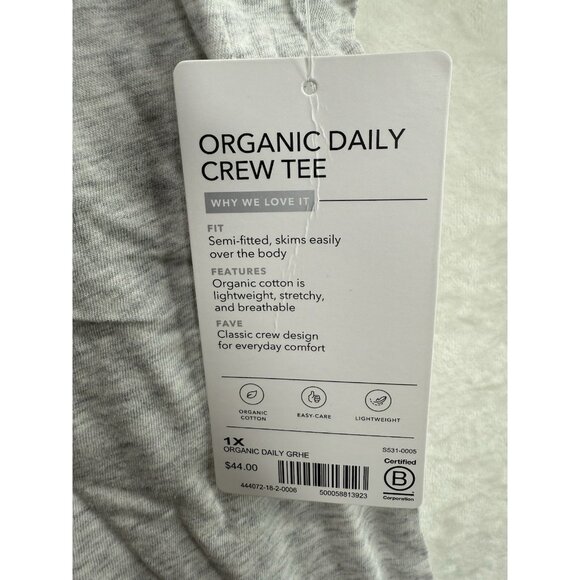 ORGANIC DAILY
CREW TEE
WHY WE LOVE IT
FIT
Semi-fitted, skims easily
over the body
FEATURES
Organic cotton is
lightweight, stretchy,
and breathable
FAVE
Classic crew design
for everyday comfort
ORGANIC
COTTON
EASY-CARE
LIGHTWEIGHT
1X
ORGANIC DAILY GRHE
S531-0005
$44.00
444072-18-2-0006
500058813923
Certified
B
Corporation